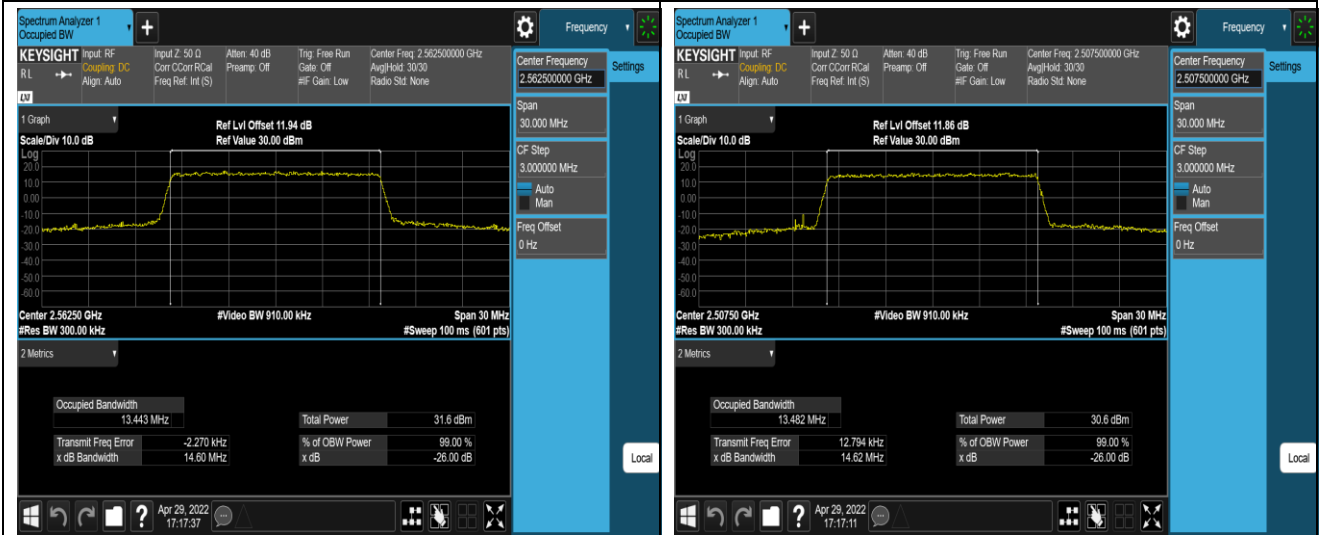 Spectrum Analyzer 1
Occupied BW
Frequency
KEYSIGHT
RL
LXI
Input: RF
Coupling: DC
Align: Auto
Input Z: 50 Ω
Corr CCorr RCal
Freq Ref: Int (S)
Atten: 40 dB
Preamp: Off
Trig: Free Run
Gate: Off
#IF Gain: Low
Center Freq: 2.562500000 GHz
Avg|Hold: 30/30
Radio Std: None
Center Frequency
2.562500000 GHz
Settings
Span
30.000 MHz
CF Step
3.000000 MHz
Auto
Man
Freq Offset
0 Hz
1 Graph
Scale/Div 10.0 dB
Ref Lvl Offset 11.94 dB
Ref Value 30.00 dBm
Log
20.0
10.0
0.00
-10.0
-20.0
-30.0
-40.0
-50.0
-60.0
Center 2.56250 GHz
#Video BW 910.00 kHz
Span 30 MHz
#Res BW 300.00 kHz
#Sweep 100 ms (601 pts)
2 Metrics
Occupied Bandwidth
13.443 MHz
Total Power 31.6 dBm
Transmit Freq Error -2.270 kHz
% of OBW Power 99.00 %
x dB Bandwidth 14.60 MHz
x dB -26.00 dB
Local
?
Apr 29, 2022
17:17:37
Spectrum Analyzer 1
Occupied BW
Frequency
KEYSIGHT
RL
LXI
Input: RF
Coupling: DC
Align: Auto
Input Z: 50 Ω
Corr CCorr RCal
Freq Ref: Int (S)
Atten: 40 dB
Preamp: Off
Trig: Free Run
Gate: Off
#IF Gain: Low
Center Freq: 2.507500000 GHz
Avg|Hold: 30/30
Radio Std: None
Center Frequency
2.507500000 GHz
Settings
Span
30.000 MHz
CF Step
3.000000 MHz
Auto
Man
Freq Offset
0 Hz
1 Graph
Scale/Div 10.0 dB
Ref Lvl Offset 11.86 dB
Ref Value 30.00 dBm
Log
20.0
10.0
0.00
-10.0
-20.0
-30.0
-40.0
-50.0
-60.0
Center 2.50750 GHz
#Video BW 910.00 kHz
Span 30 MHz
#Res BW 300.00 kHz
#Sweep 100 ms (601 pts)
2 Metrics
Occupied Bandwidth
13.482 MHz
Total Power 30.6 dBm
Transmit Freq Error 12.794 kHz
% of OBW Power 99.00 %
x dB Bandwidth 14.62 MHz
x dB -26.00 dB
Local
?
Apr 29, 2022
17:17:11